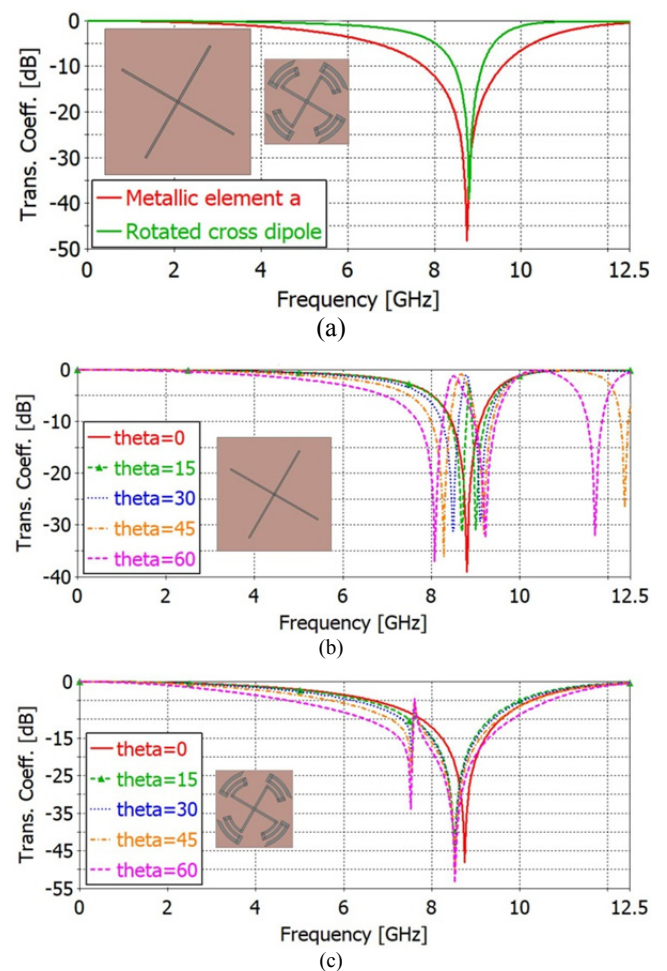 0
-10
-20
-30
-40
-50
Trans. Coeff. [dB]
Metallic element a
Rotated cross dipole
0 2 4 6 8 10 12.5
Frequency [GHz]
(a)
0
-10
-20
-30
-40
Trans. Coeff. [dB]
theta=0
theta=15
theta=30
theta=45
theta=60
0 2 4 6 8 10 12.5
Frequency [GHz]
(b)
0
-15
-25
-35
-45
-55
Trans. Coeff. [dB]
theta=0
theta=15
theta=30
theta=45
theta=60
0 2 4 6 8 10 12.5
Frequency [GHz]
(c)